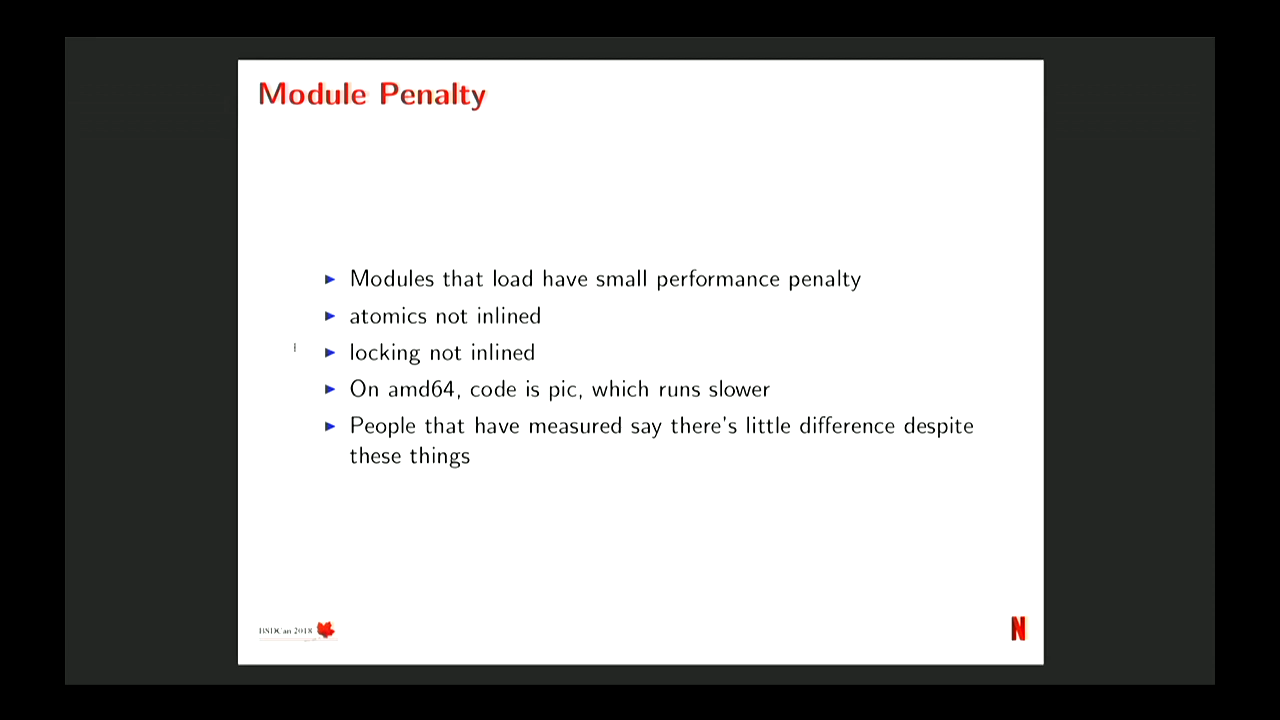 Module Penalty
Modules that load have small performance penalty
atomics not inlined
locking not inlined
On amd64, code is pic, which runs slower
People that have measured say there's little difference despite
these things
BSDCan 2018
N